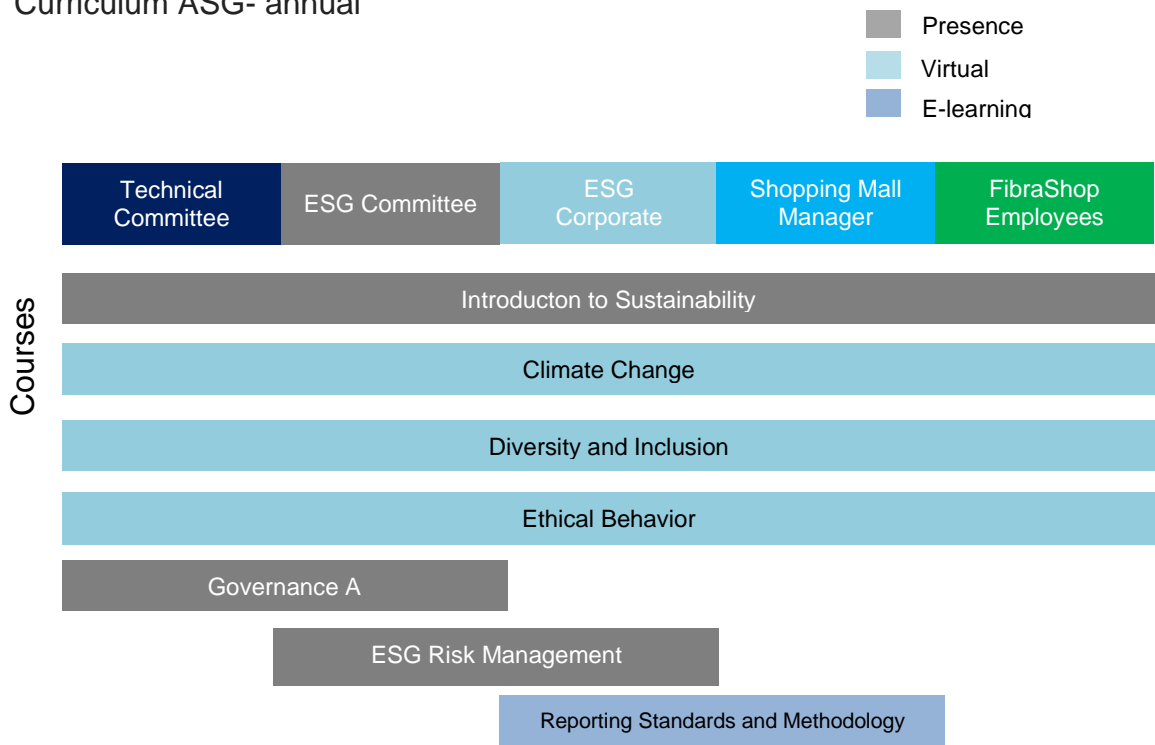 Curriculum ASG- annual
Presence
Virtual
E-learning
Technical
Committee
ESG Committee
ESG
Corporate
Shopping Mall
Manager
FibraShop
Employees
Courses
Introducton to Sustainability
Climate Change
Diversity and Inclusion
Ethical Behavior
Governance A
ESG Risk Management
Reporting Standards and Methodology